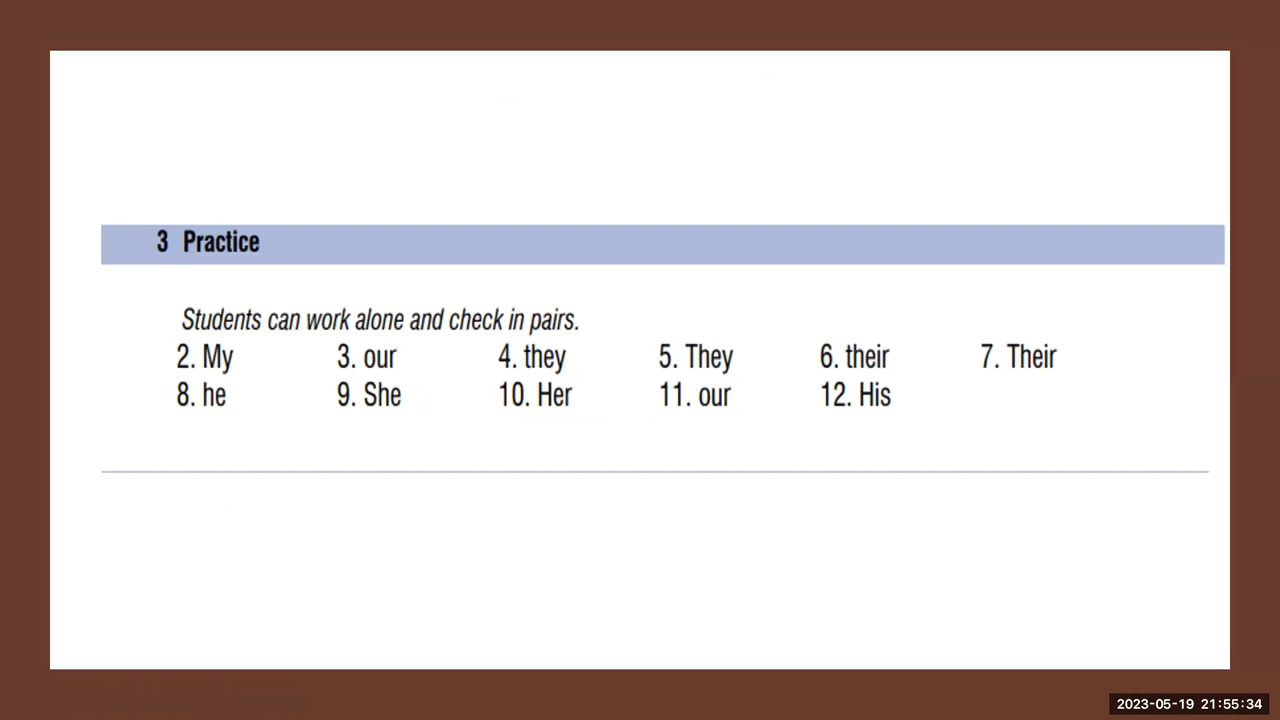 3 Practice
Students can work alone and check in pairs.
2. My 3. our 4. they 5. They 6. their 7. Their
8. he 9. She 10. Her 11. our 12. His
2023-05-19 21:55:34